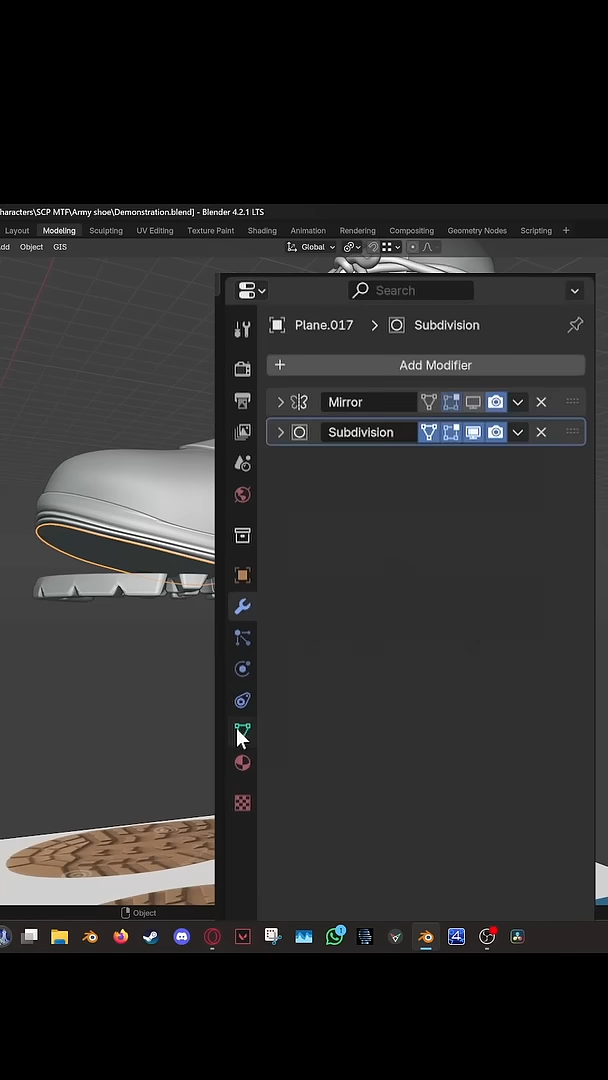 haracters\SCP MTF\Army shoe\Demonstration.blend] - Blender 4.2.1 LTS
Layout Modeling Sculpting UV Editing Texture Paint Shading Animation Rendering Compositing Geometry Nodes Scripting +
dd Object GIS Global
Search
Plane.017 > Subdivision
+ Add Modifier
Mirror
Subdivision
Object
1
4